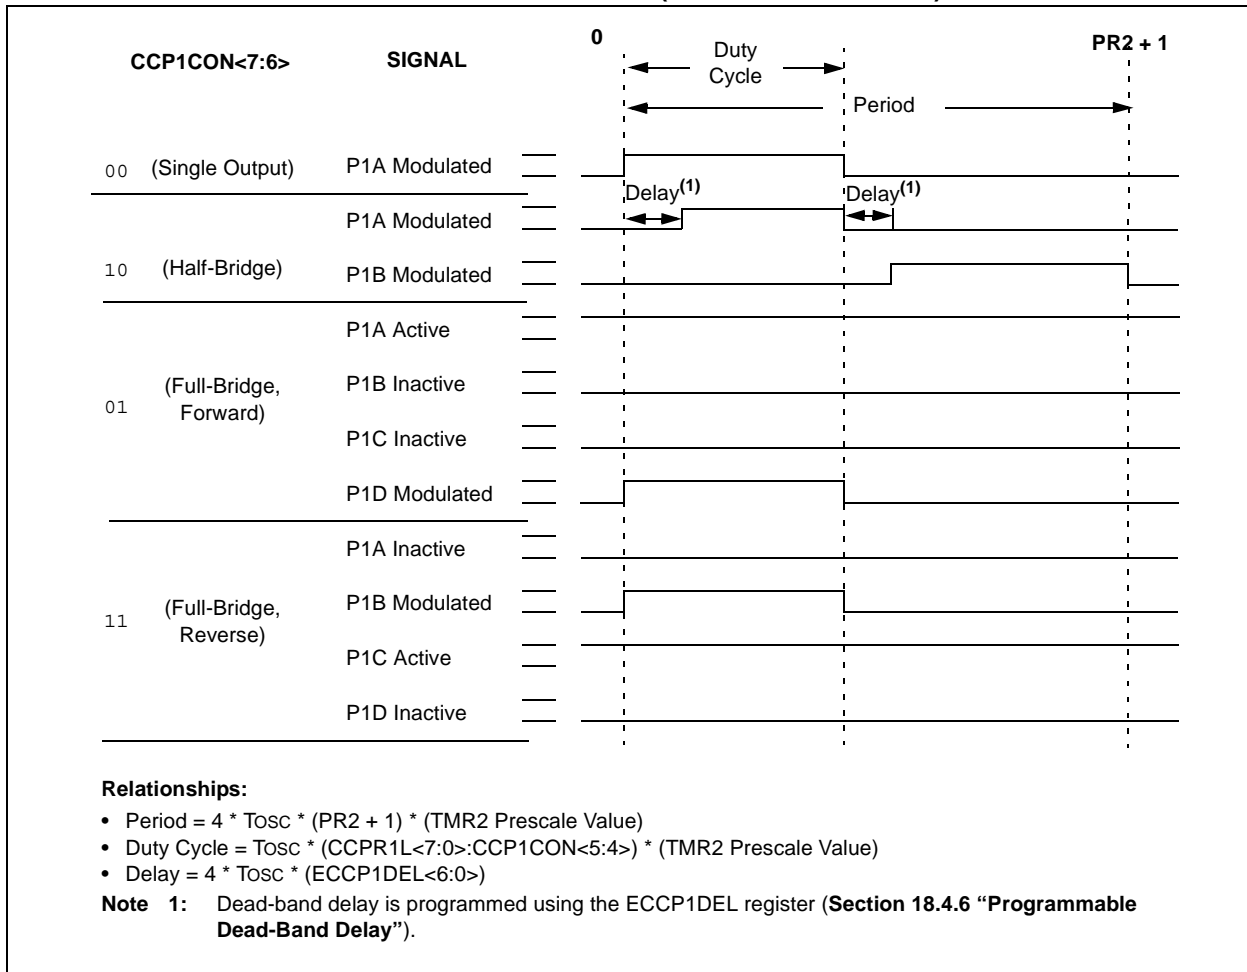 0
Duty
Cycle
PR2 + 1
CCP1CON<7:6>
SIGNAL
Period
00 (Single Output) P1A Modulated
Delay(1)
Delay(1)
P1A Modulated
10 (Half-Bridge)
P1B Modulated
P1A Active
P1B Inactive
01 (Full-Bridge,
Forward)
P1C Inactive
P1D Modulated
P1A Inactive
P1B Modulated
11 (Full-Bridge,
Reverse)
P1C Active
P1D Inactive
Relationships:
• Period = 4 * TOSC * (PR2 + 1) * (TMR2 Prescale Value)
• Duty Cycle = TOSC * (CCPR1L<7:0>:CCP1CON<5:4>) * (TMR2 Prescale Value)
• Delay = 4 * TOSC * (ECCP1DEL<6:0>)
Note 1: Dead-band delay is programmed using the ECCP1DEL register (Section 18.4.6 “Programmable
Dead-Band Delay”).